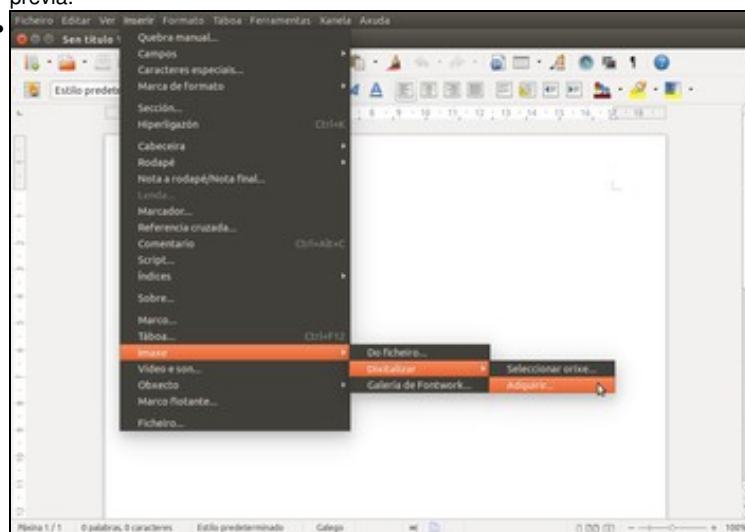 previa.
Ficheiro Editar Ver Inserir Formato Táboa Ferramentas Xanela Axuda
Sen título
Quebra manual...
Campos
Caracteres especiais...
Marca de formato
Estilo predete
Sección...
Hiperligazón Ctrl+K
Cabeceira
Rodapé
Nota a rodapé/Nota final...
Lenda...
Marcador...
Referencia cruzada...
Comentario Ctrl+Alt+C
Script...
Índices
Sobre...
Marco...
Táboa... Ctrl+F12
Imaxe Do ficheiro...
Vídeo e son... Dixitalizar Seleccionar orixe...
Obxecto Galería de Fontwork... Adquirir...
Marco flotante...
Ficheiro...
Páxina 1 / 1 0 palabras, 0 caracteres Estilo predeterminado Galego 100%